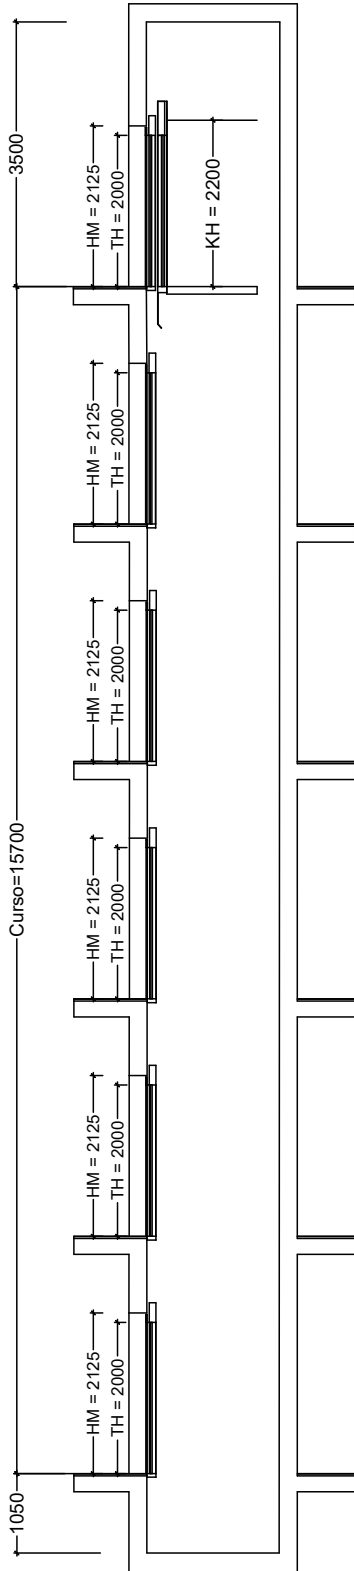 3500
HM = 2125
TH = 2000
KH = 2200
HM = 2125
TH = 2000
HM = 2125
TH = 2000
Curso=15700
HM = 2125
TH = 2000
HM = 2125
TH = 2000
HM = 2125
TH = 2000
1050